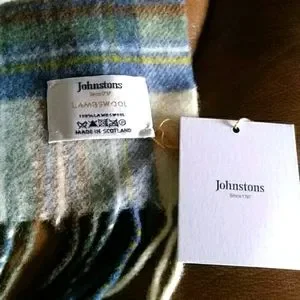 Johnstons
Since 1797
LAMBSWOOL
100% LAMBSWOOL
MADE IN SCOTLAND
Johnstons
Since 1797